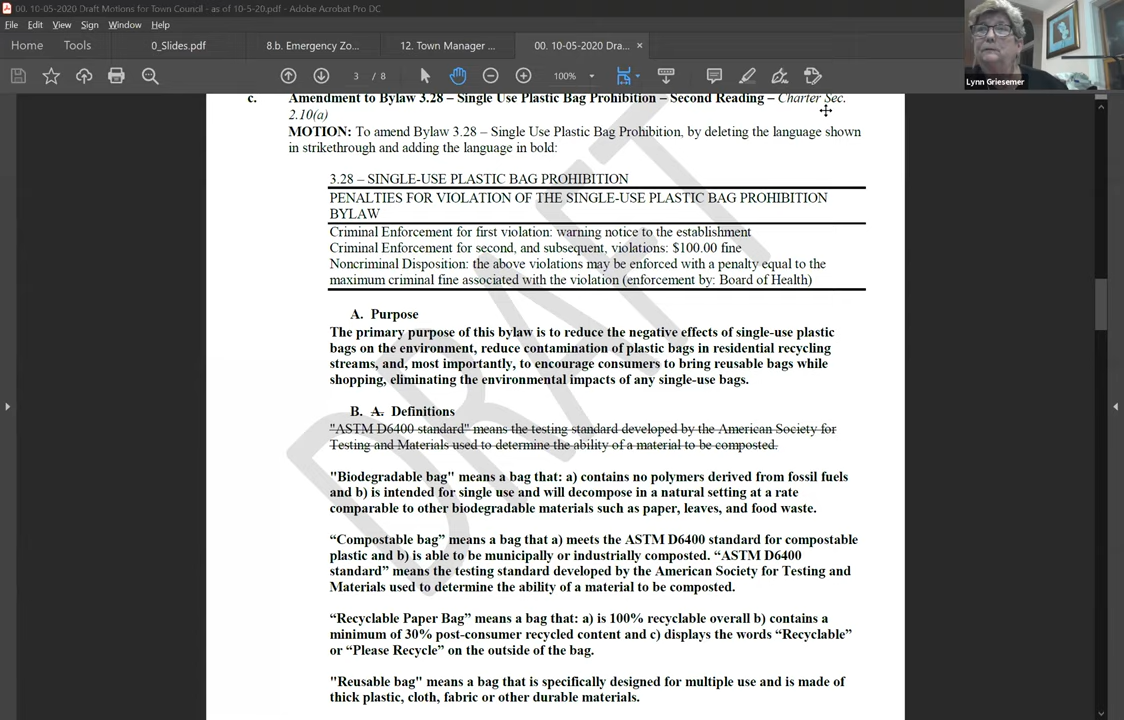 00. 10-05-2020 Draft Motions for Town Council - as of 10-5-20.pdf - Adobe Acrobat Pro DC
File Edit View Sign Window Help
Home Tools 0_Slides.pdf 8.b. Emergency Zo... 12. Town Manager ... 00. 10-05-2020 Dra... ×
3 / 8 100%
Lynn Griesemer
c. Amendment to Bylaw 3.28 – Single Use Plastic Bag Prohibition – Second Reading – Charter Sec.
2.10(a)
MOTION: To amend Bylaw 3.28 – Single Use Plastic Bag Prohibition, by deleting the language shown
in strikethrough and adding the language in bold:
3.28 – SINGLE-USE PLASTIC BAG PROHIBITION
PENALTIES FOR VIOLATION OF THE SINGLE-USE PLASTIC BAG PROHIBITION
BYLAW
Criminal Enforcement for first violation: warning notice to the establishment
Criminal Enforcement for second, and subsequent, violations: $100.00 fine
Noncriminal Disposition: the above violations may be enforced with a penalty equal to the
maximum criminal fine associated with the violation (enforcement by: Board of Health)
A. Purpose
The primary purpose of this bylaw is to reduce the negative effects of single-use plastic
bags on the environment, reduce contamination of plastic bags in residential recycling
streams, and, most importantly, to encourage consumers to bring reusable bags while
shopping, eliminating the environmental impacts of any single-use bags.
B. A. Definitions
"ASTM D6400 standard" means the testing standard developed by the American Society for
Testing and Materials used to determine the ability of a material to be composted.
"Biodegradable bag" means a bag that: a) contains no polymers derived from fossil fuels
and b) is intended for single use and will decompose in a natural setting at a rate
comparable to other biodegradable materials such as paper, leaves, and food waste.
“Compostable bag” means a bag that a) meets the ASTM D6400 standard for compostable
plastic and b) is able to be municipally or industrially composted. “ASTM D6400
standard” means the testing standard developed by the American Society for Testing and
Materials used to determine the ability of a material to be composted.
“Recyclable Paper Bag” means a bag that: a) is 100% recyclable overall b) contains a
minimum of 30% post-consumer recycled content and c) displays the words “Recyclable”
or “Please Recycle” on the outside of the bag.
"Reusable bag" means a bag that is specifically designed for multiple use and is made of
thick plastic, cloth, fabric or other durable materials.
DRAFT